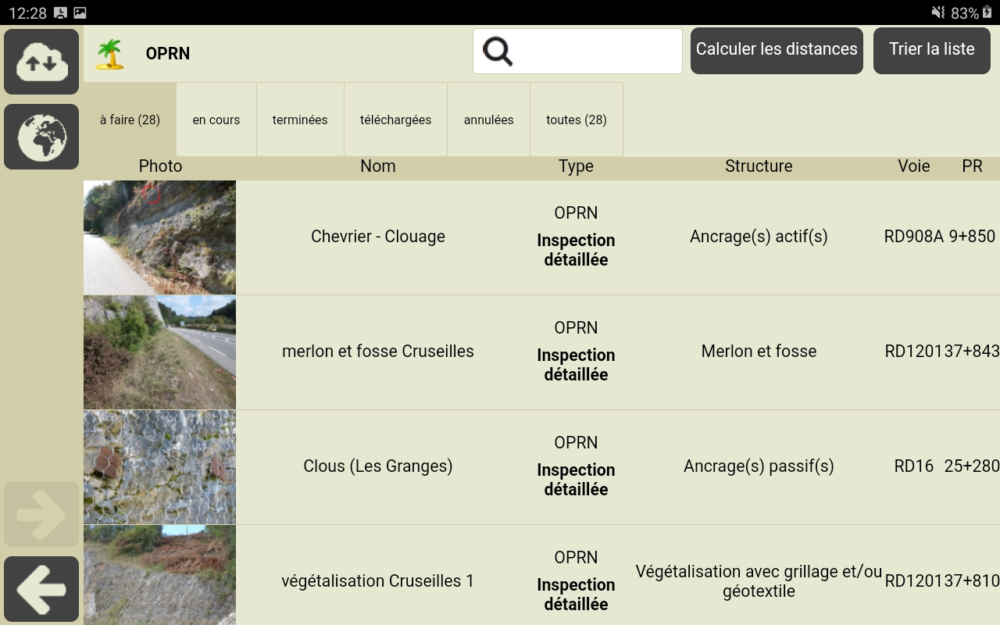 12:28
83%
OPRN
Calculer les distances
Trier la liste
à faire (28)
en cours
terminées
téléchargées
annulées
toutes (28)
Photo
Nom
Type
Structure
Voie
PR
Chevrier - Clouage
OPRN
Inspection
détaillée
Ancrage(s) actif(s)
RD908A
9+850
merlon et fosse Cruseilles
OPRN
Inspection
détaillée
Merlon et fosse
RD1201
37+843
Clous (Les Granges)
OPRN
Inspection
détaillée
Ancrage(s) passif(s)
RD16
25+280
végétalisation Cruseilles 1
OPRN
Inspection
détaillée
Végétalisation avec grillage et/ou
géotextile
RD1201
37+810